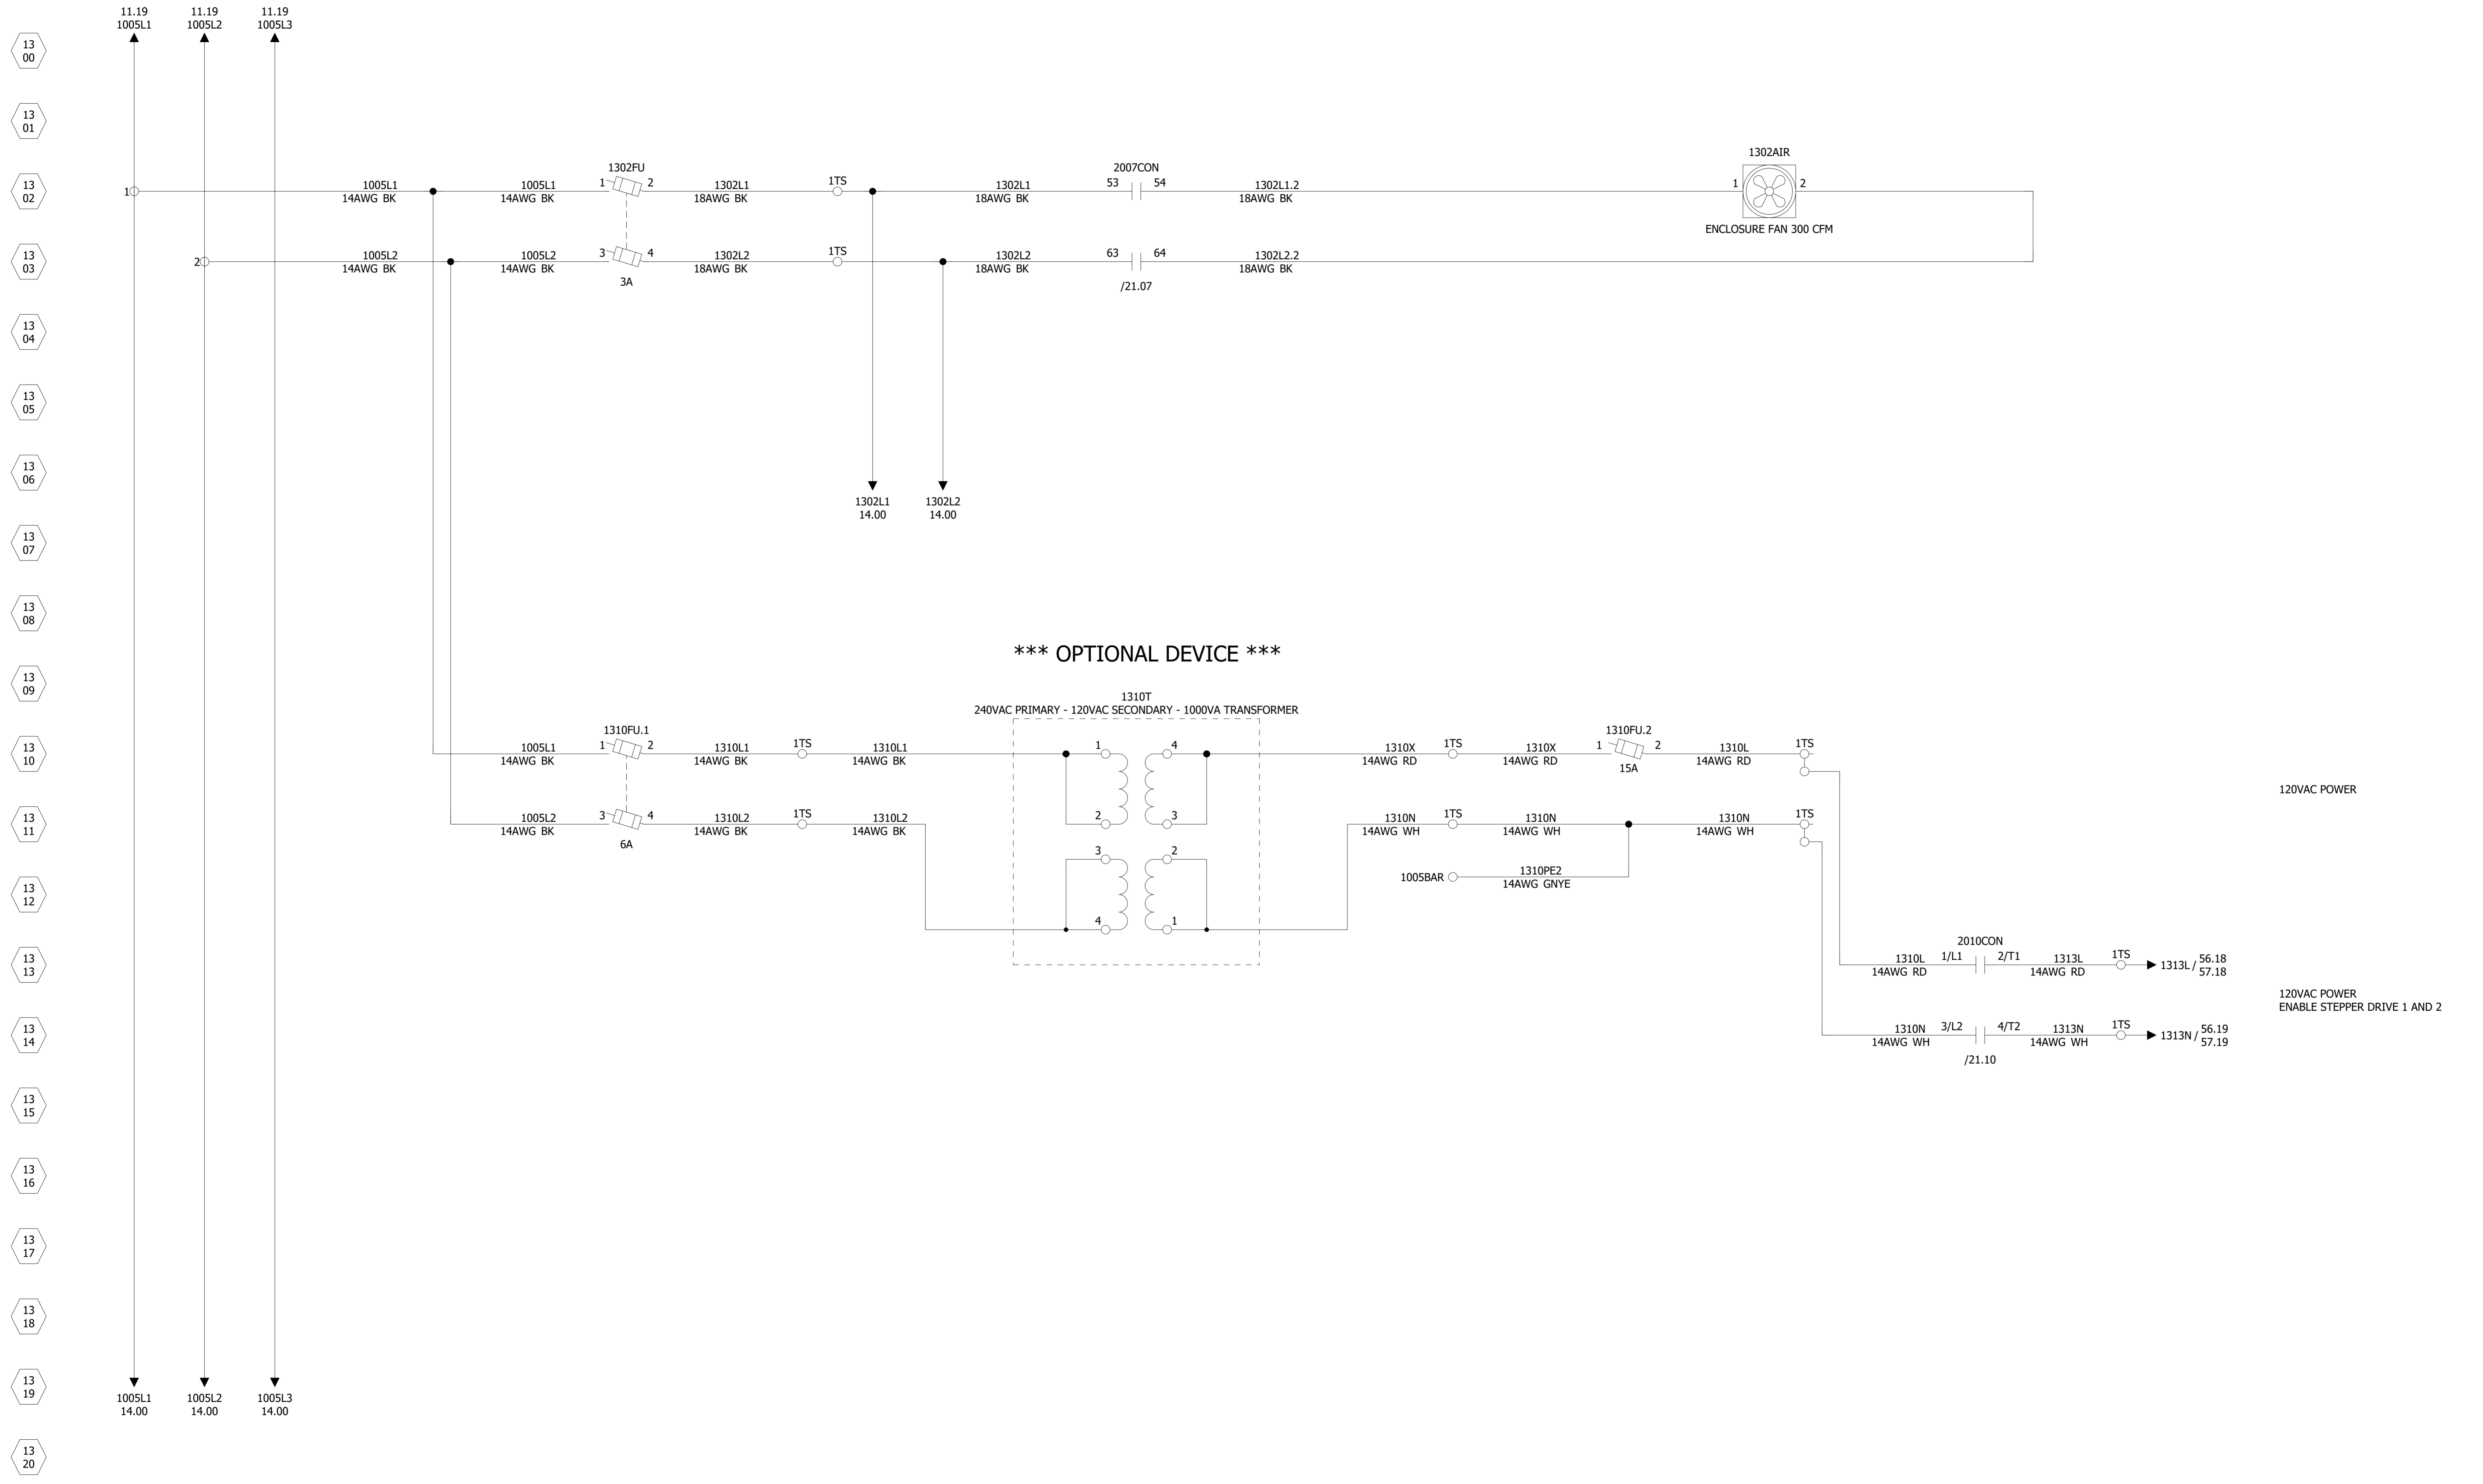 11.19 11.19 11.19
1005L1 1005L2 1005L3
13
00
13
01
1302AIR
1302FU 2007CON
13
02
1 1005L1 1005L1 1 2 1302L1 1TS 1302L1 53 54 1302L1.2 1 2
14AWG BK 14AWG BK 18AWG BK 18AWG BK 18AWG BK
ENCLOSURE FAN 300 CFM
13
03
2 1005L2 1005L2 3 4 1302L2 1TS 1302L2 63 64 1302L2.2
14AWG BK 14AWG BK 18AWG BK 18AWG BK 18AWG BK
3A /21.07
13
04
13
05
13
06
1302L1 1302L2
14.00 14.00
13
07
13
08
*** OPTIONAL DEVICE ***
13
09
1310T
240VAC PRIMARY - 120VAC SECONDARY - 1000VA TRANSFORMER
1310FU.1 1310FU.2
13
10
1005L1 1 2 1310L1 1TS 1310L1 1 4 1310X 1TS 1310X 1 2 1310L 1TS
14AWG BK 14AWG BK 14AWG BK 14AWG RD 14AWG RD 14AWG RD
15A
120VAC POWER
13
11
1005L2 3 4 1310L2 1TS 1310L2 2 3 1310N 1TS 1310N 1310N 1TS
14AWG BK 14AWG BK 14AWG BK 14AWG WH 14AWG WH 14AWG WH
6A
3 2
13
12
1005BAR 1310PE2
14AWG GNYE
4 1
2010CON
13
13
1310L 1/L1 2/T1 1313L 1TS 1313L / 56.18
57.18
14AWG RD 14AWG RD
120VAC POWER
ENABLE STEPPER DRIVE 1 AND 2
13
14
1310N 3/L2 4/T2 1313N 1TS 1313N / 56.19
57.19
14AWG WH 14AWG WH
/21.10
13
15
13
16
13
17
13
18
13
19
1005L1 1005L2 1005L3
14.00 14.00 14.00
13
20